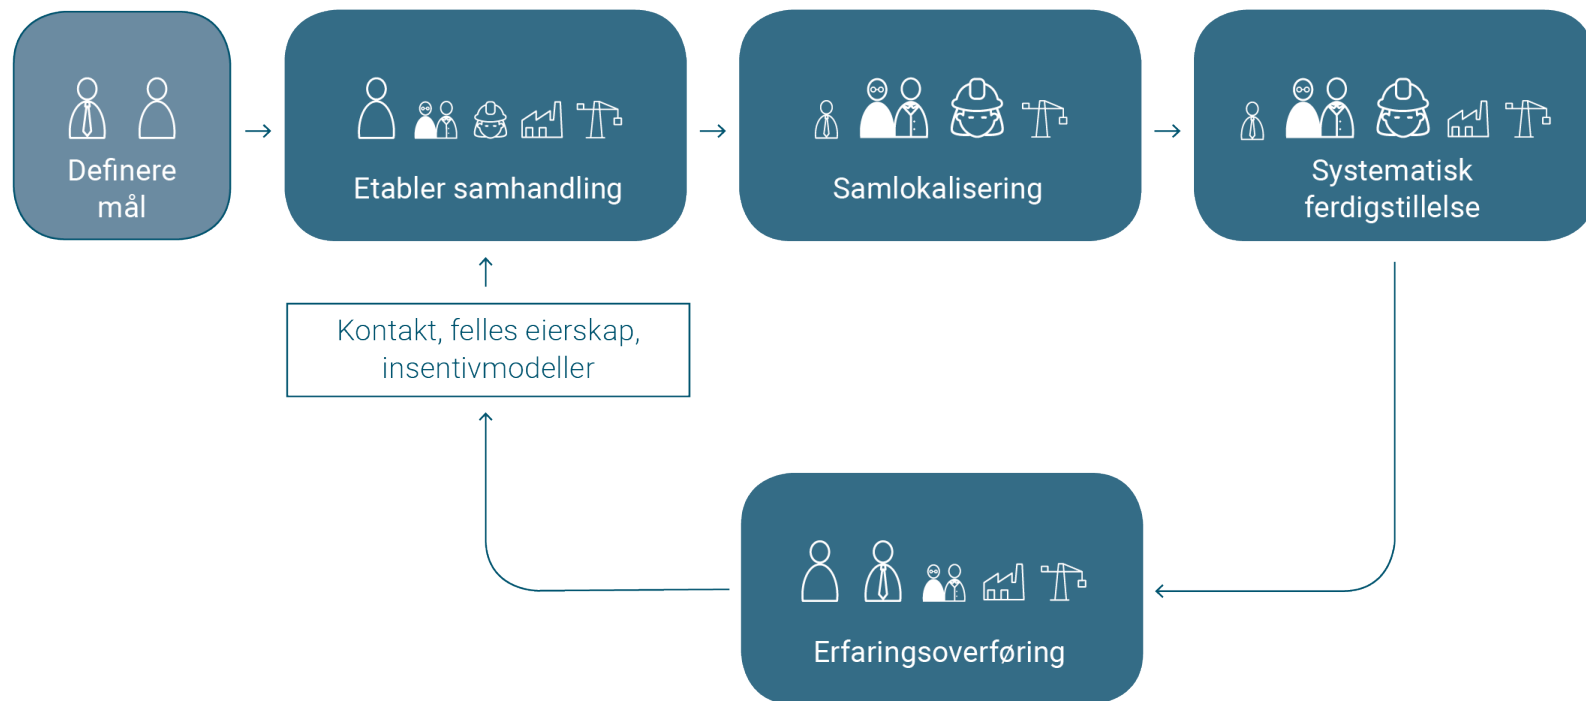 Definere
mål
Etabler samhandling
Samlokalisering
Systematisk
ferdigstillelse
Kontakt, felles eierskap,
insentivmodeller
Erfaringsoverføring